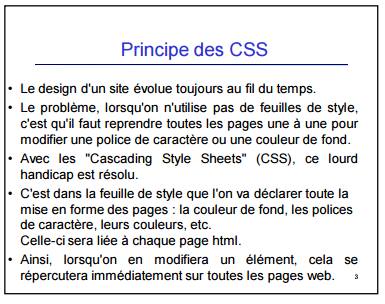 Principe des CSS
• Le design d'un site évolue toujours au fil du temps.
• Le problème, lorsqu'on n'utilise pas de feuilles de style,
c'est qu'il faut reprendre toutes les pages une à une pour
modifier une police de caractère ou une couleur de fond.
• Avec les "Cascading Style Sheets" (CSS), ce lourd
handicap est résolu.
• C'est dans la feuille de style que l'on va déclarer toute la
mise en forme des pages : la couleur de fond, les polices
de caractère, leurs couleurs, etc.
Celle-ci sera liée à chaque page html.
• Ainsi, lorsqu'on en modifiera un élément, cela se
répercutera immédiatement sur toutes les pages web.
3